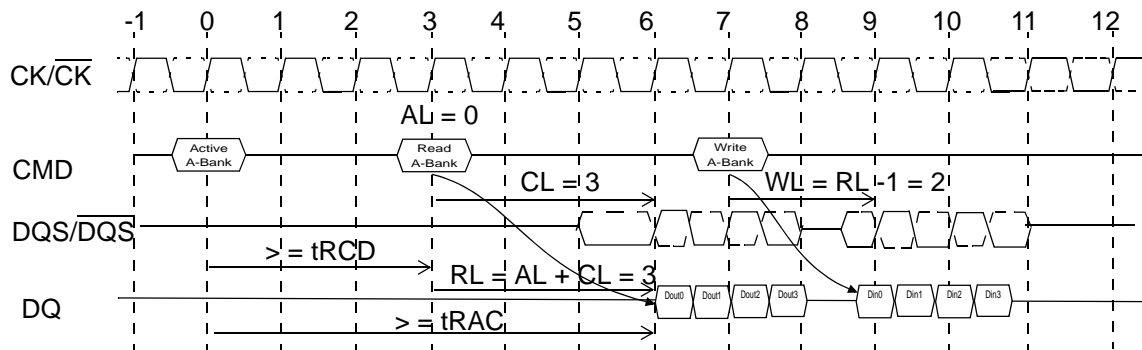 -1 0 1 2 3 4 5 6 7 8 9 10 11 12
CK/CK
AL = 0
Active
A-Bank
Read
A-Bank
Write
A-Bank
CMD
CL = 3
WL = RL -1 = 2
DQS/DQS
> = tRCD
RL = AL + CL = 3
DQ
Dout0 Dout1 Dout2 Dout3 Din0 Din1 Din2 Din3
> = tRAC